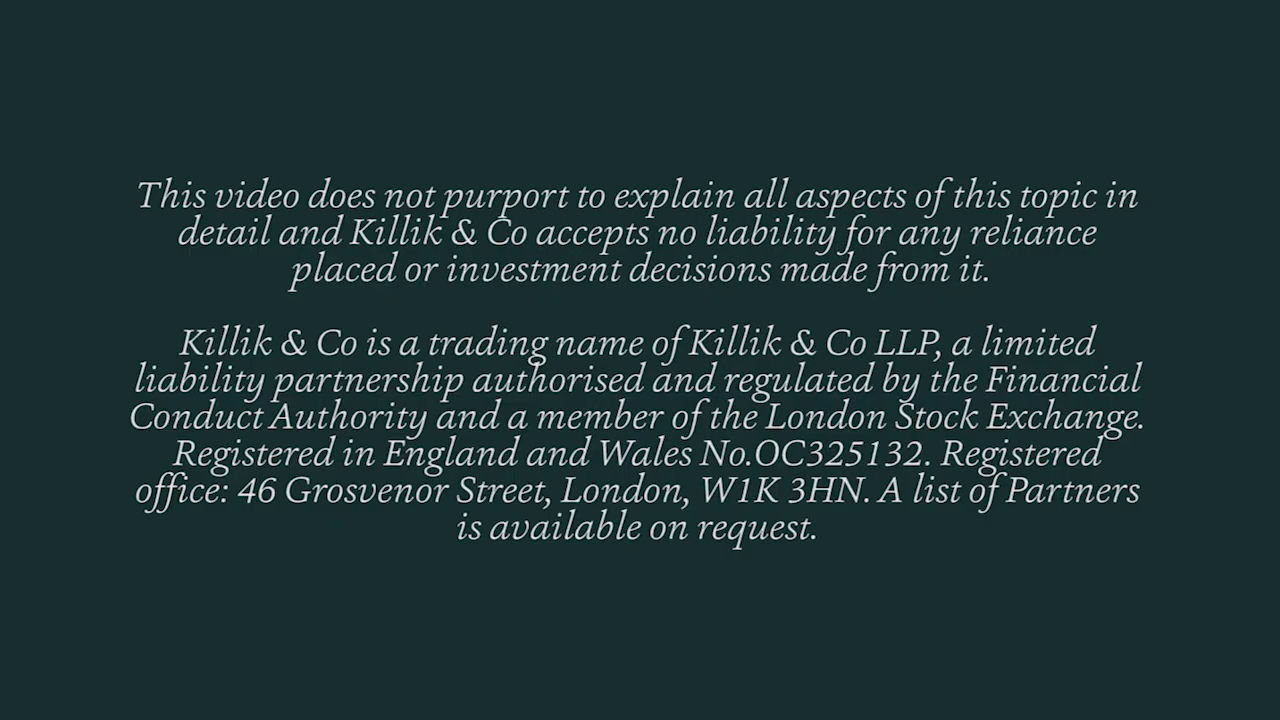 This video does not purport to explain all aspects of this topic in
detail and Killik & Co accepts no liability for any reliance
placed or investment decisions made from it.
Killik & Co is a trading name of Killik & Co LLP, a limited
liability partnership authorised and regulated by the Financial
Conduct Authority and a member of the London Stock Exchange.
Registered in England and Wales No.OC325132. Registered
office: 46 Grosvenor Street, London, W1K 3HN. A list of Partners
is available on request.